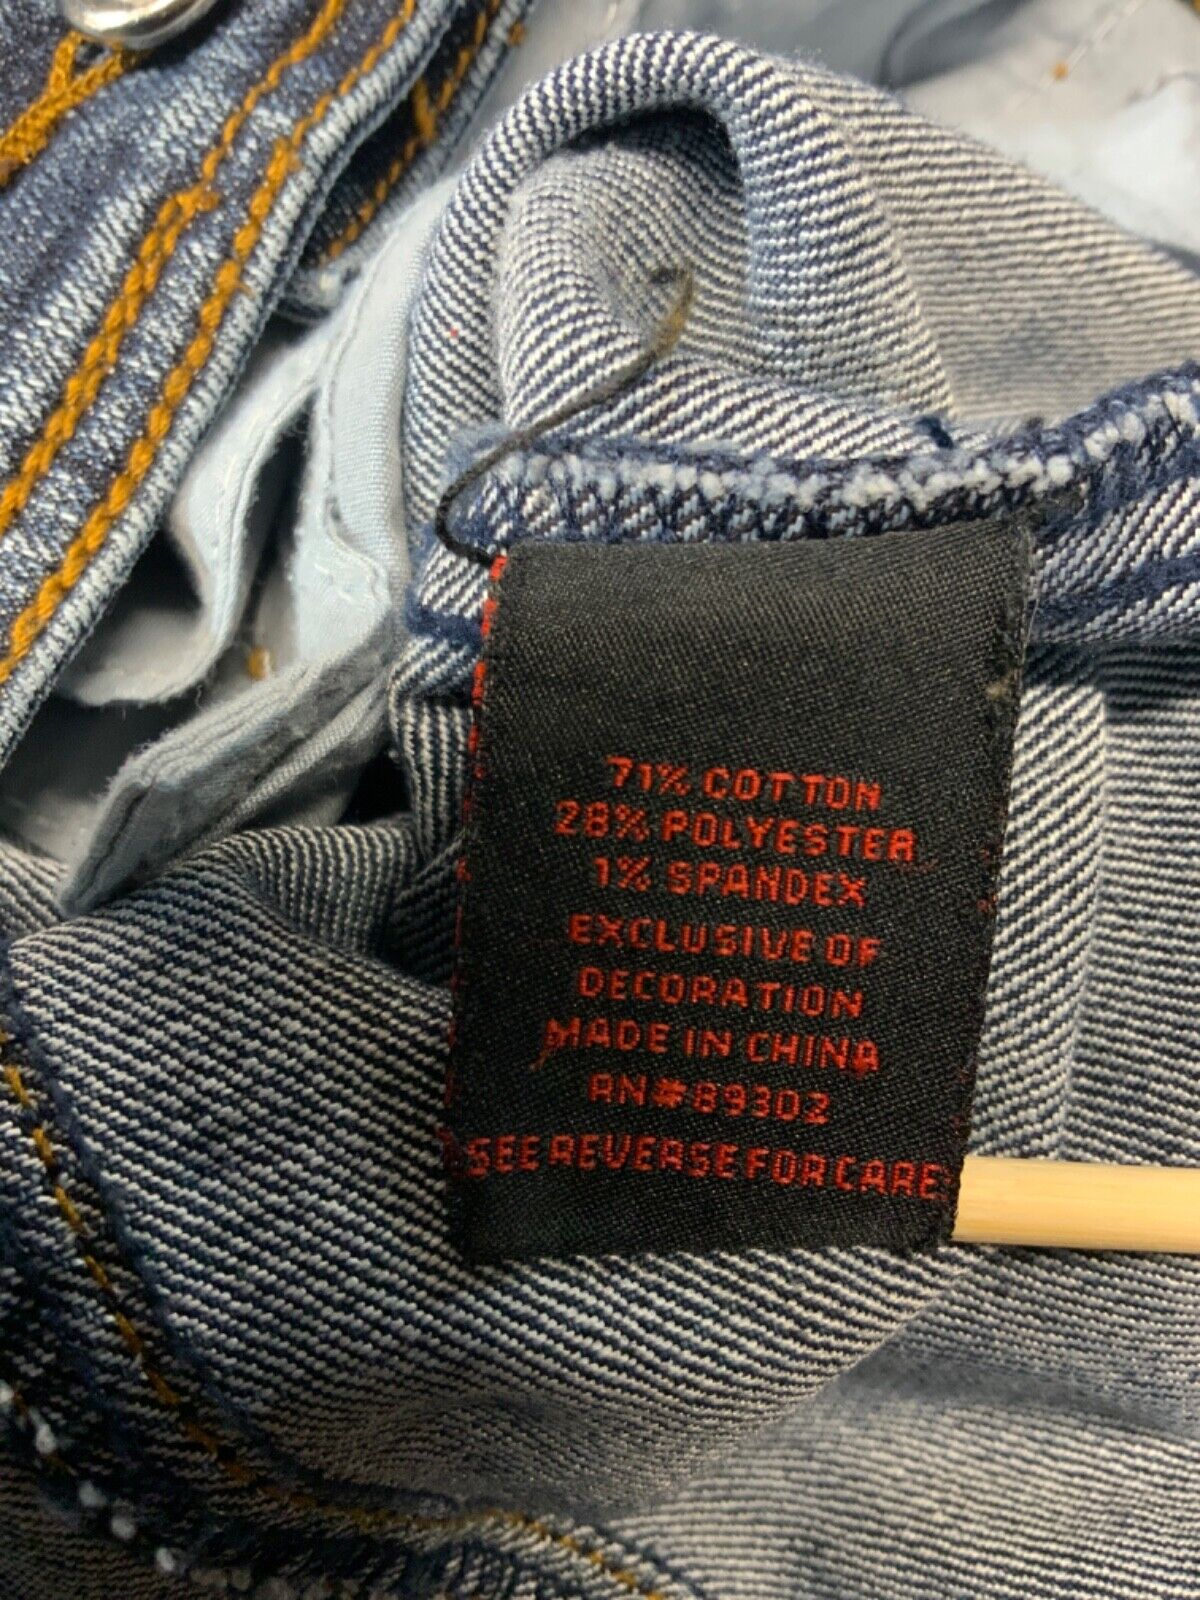 71% COTTON
28% POLYESTER
1% SPANDEX
EXCLUSIVE OF
DECORATION
MADE IN CHINA
RN#89302
SEE REVERSE FOR CARE